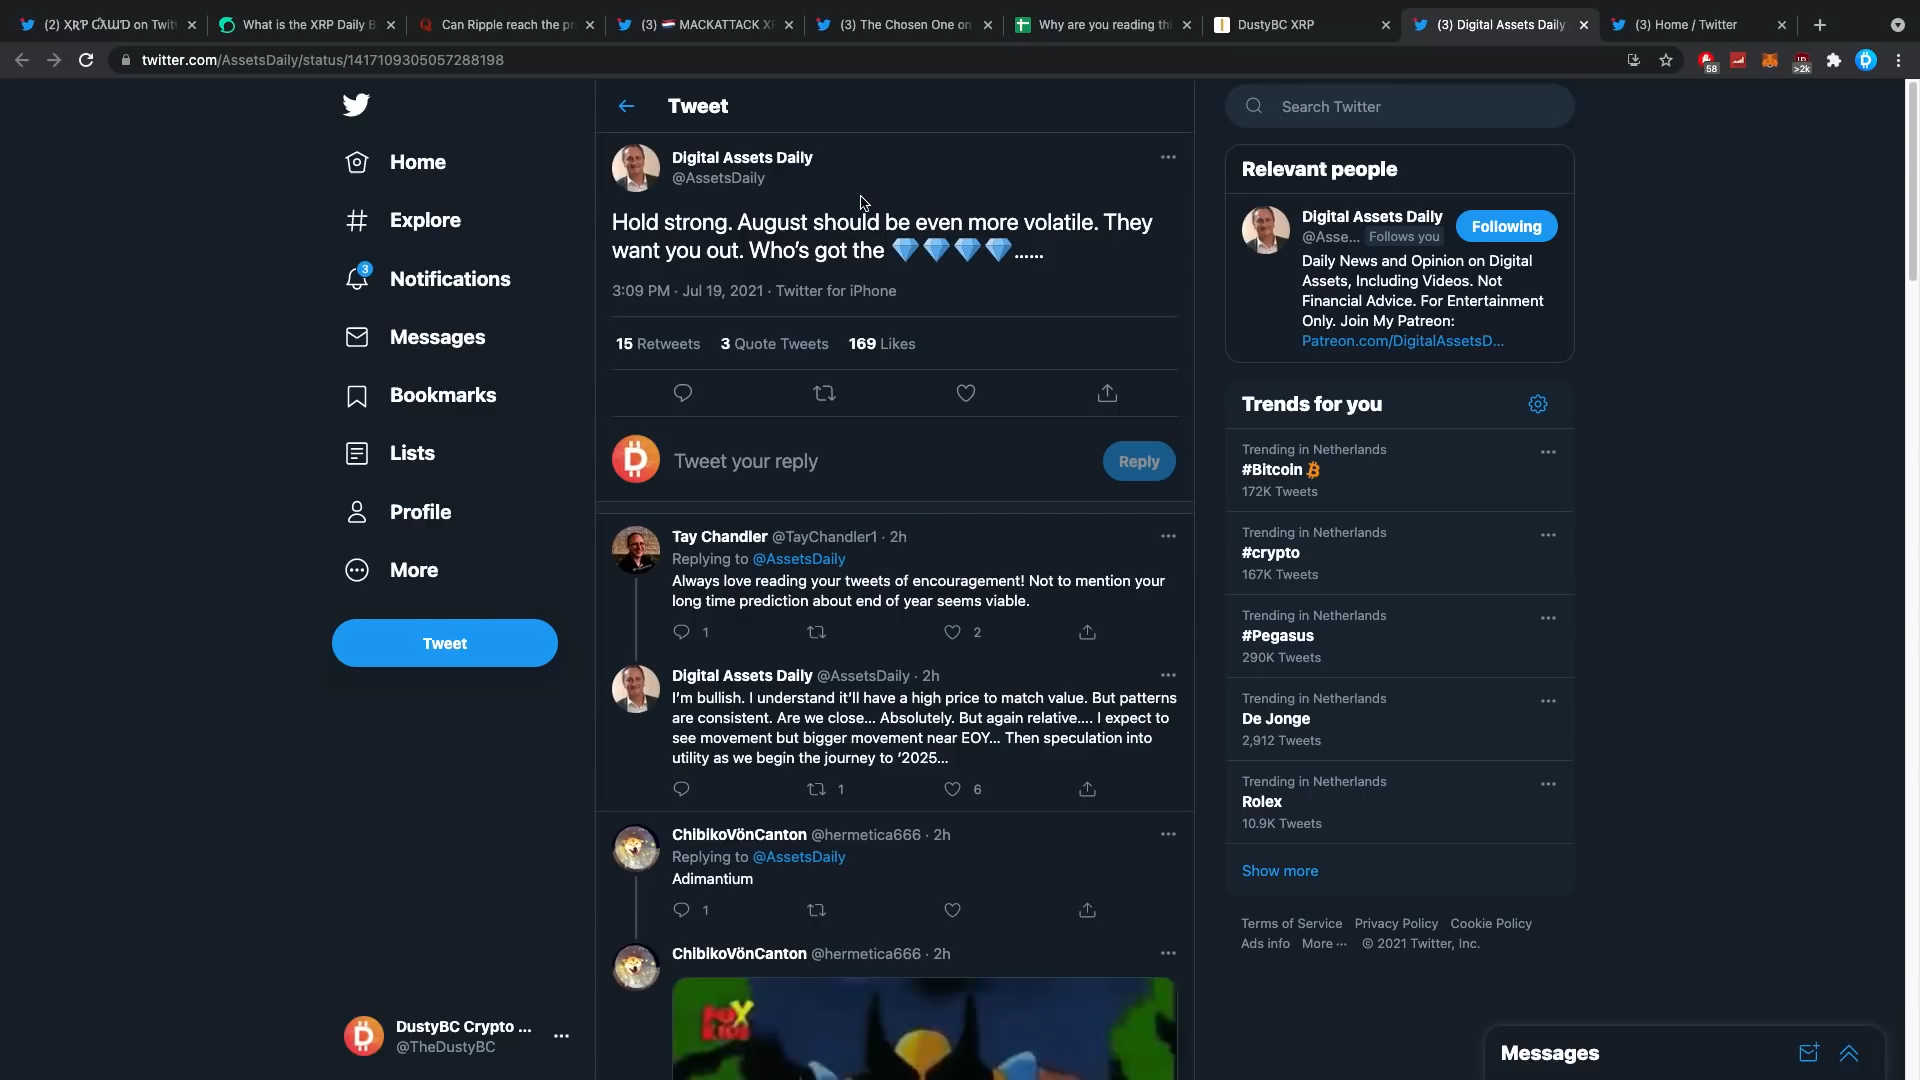 (2) XRP GΛШD on Twit
What is the XRP Daily B
Can Ripple reach the p
(3) MACKATTACK X
(3) The Chosen One on
Why are you reading thi
DustyBC XRP
(3) Digital Assets Daily
(3) Home / Twitter
twitter.com/AssetsDaily/status/1417109305057288198
58
>2k
Home
Explore
3
Notifications
Messages
Bookmarks
Lists
Profile
More
Tweet
DustyBC Crypto ...
@TheDustyBC
Tweet
Digital Assets Daily
@AssetsDaily
Hold strong. August should be even more volatile. They
want you out. Who’s got the 💎💎💎💎......
3:09 PM · Jul 19, 2021 · Twitter for iPhone
15 Retweets 3 Quote Tweets 169 Likes
Tweet your reply
Reply
Tay Chandler @TayChandler1 · 2h
Replying to @AssetsDaily
Always love reading your tweets of encouragement! Not to mention your
long time prediction about end of year seems viable.
1 2
Digital Assets Daily @AssetsDaily · 2h
I’m bullish. I understand it’ll have a high price to match value. But patterns
are consistent. Are we close... Absolutely. But again relative.... I expect to
see movement but bigger movement near EOY... Then speculation into
utility as we begin the journey to ‘2025...
1 6
ChibikoVönCanton @hermetica666 · 2h
Replying to @AssetsDaily
Adimantium
1
ChibikoVönCanton @hermetica666 · 2h
FOX
KIDS
Search Twitter
Relevant people
Digital Assets Daily
@Asse... Follows you
Following
Daily News and Opinion on Digital
Assets, Including Videos. Not
Financial Advice. For Entertainment
Only. Join My Patreon:
Patreon.com/DigitalAssetsD...
Trends for you
Trending in Netherlands
#Bitcoin
172K Tweets
Trending in Netherlands
#crypto
167K Tweets
Trending in Netherlands
#Pegasus
290K Tweets
Trending in Netherlands
De Jonge
2,912 Tweets
Trending in Netherlands
Rolex
10.9K Tweets
Show more
Terms of Service Privacy Policy Cookie Policy
Ads info More ··· © 2021 Twitter, Inc.
Messages